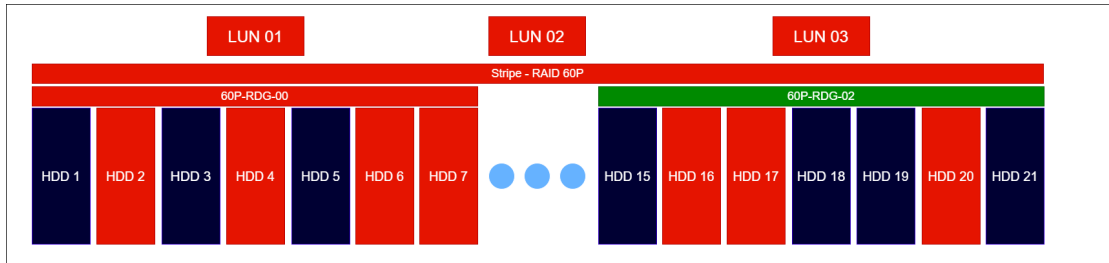 LUN 01 LUN 02 LUN 03
Stripe - RAID 60P
60P-RDG-00 60P-RDG-02
HDD 1 HDD 2 HDD 3 HDD 4 HDD 5 HDD 6 HDD 7 HDD 15 HDD 16 HDD 17 HDD 18 HDD 19 HDD 20 HDD 21